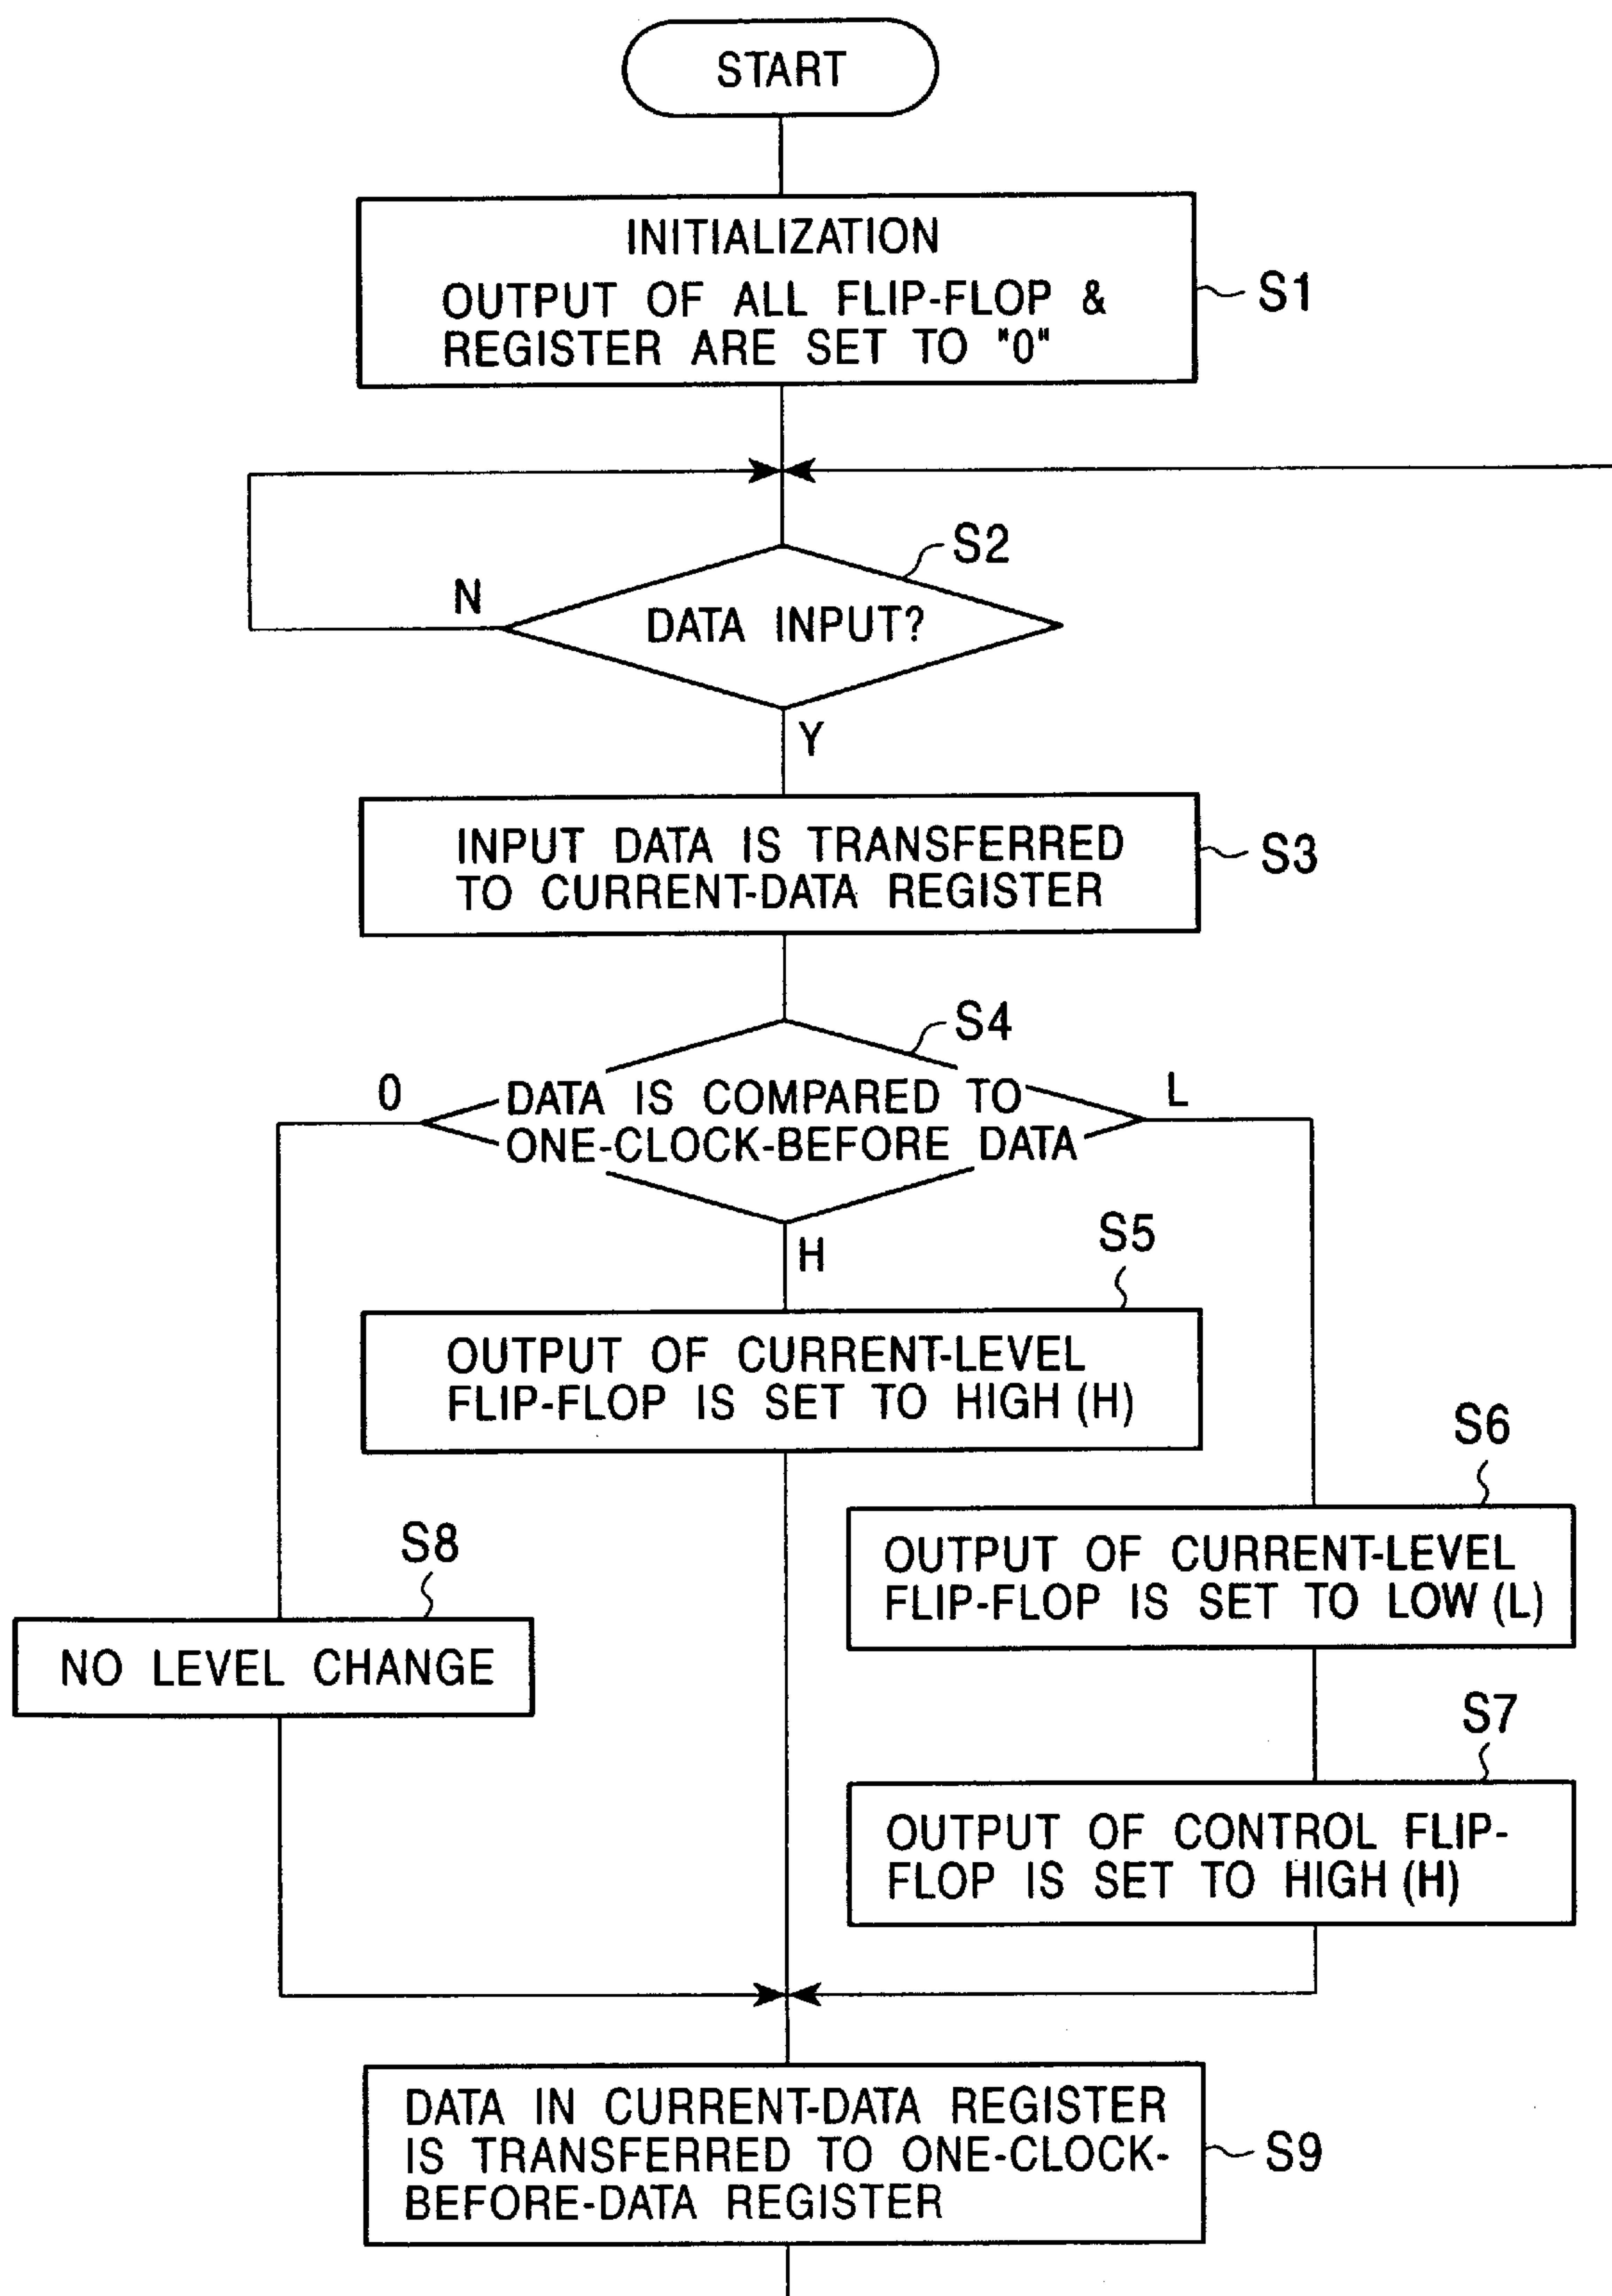 START
INITIALIZATION
OUTPUT OF ALL FLIP-FLOP &
REGISTER ARE SET TO "0"
S1
S2
N
DATA INPUT?
Y
INPUT DATA IS TRANSFERRED
TO CURRENT-DATA REGISTER
S3
S4
0
DATA IS COMPARED TO
ONE-CLOCK-BEFORE DATA
L
H
S5
OUTPUT OF CURRENT-LEVEL
FLIP-FLOP IS SET TO HIGH (H)
S6
OUTPUT OF CURRENT-LEVEL
FLIP-FLOP IS SET TO LOW (L)
S8
NO LEVEL CHANGE
S7
OUTPUT OF CONTROL FLIP-
FLOP IS SET TO HIGH (H)
DATA IN CURRENT-DATA REGISTER
IS TRANSFERRED TO ONE-CLOCK-
BEFORE-DATA REGISTER
S9